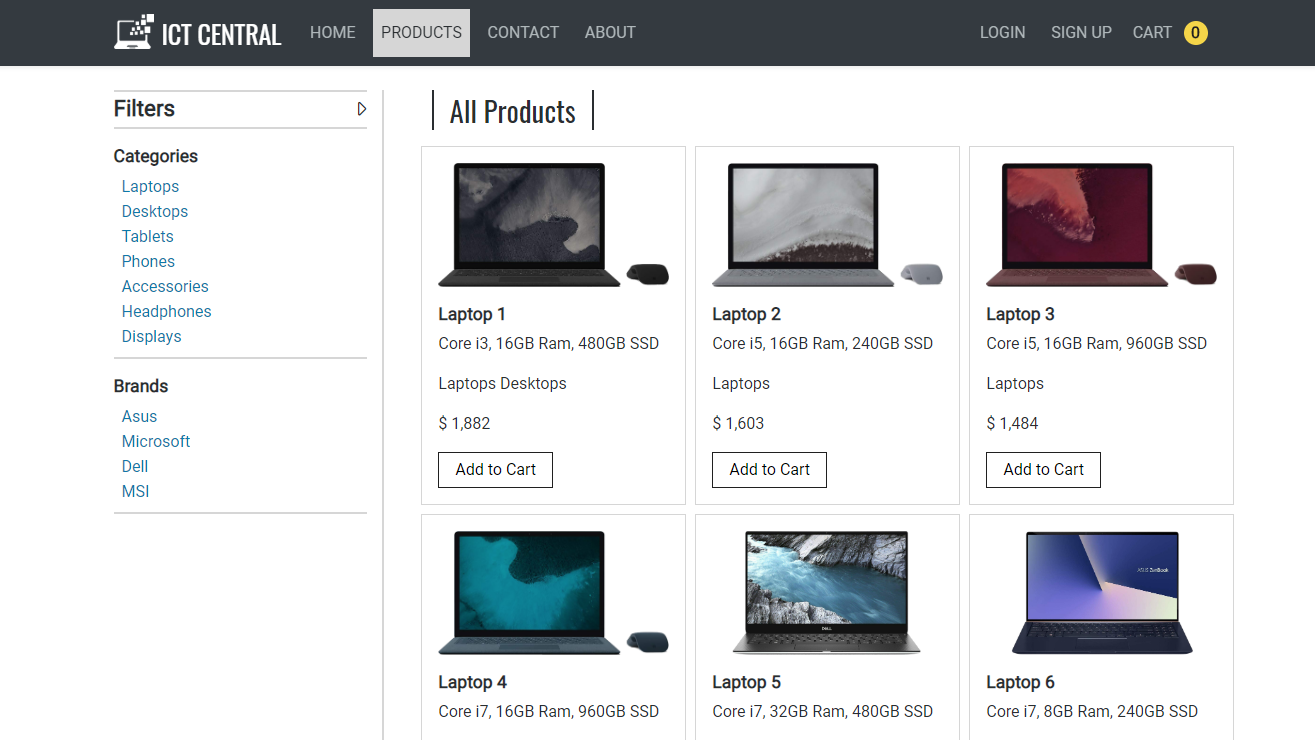 ICT CENTRAL HOME PRODUCTS CONTACT ABOUT LOGIN SIGN UP CART 0
Filters
Categories
Laptops
Desktops
Tablets
Phones
Accessories
Headphones
Displays
Brands
Asus
Microsoft
Dell
MSI
All Products
Laptop 1
Core i3, 16GB Ram, 480GB SSD
Laptops Desktops
$ 1,882
Add to Cart
Laptop 2
Core i5, 16GB Ram, 240GB SSD
Laptops
$ 1,603
Add to Cart
Laptop 3
Core i5, 16GB Ram, 960GB SSD
Laptops
$ 1,484
Add to Cart
Laptop 4
Core i7, 16GB Ram, 960GB SSD
DELL
Laptop 5
Core i7, 32GB Ram, 480GB SSD
ASUS ZenBook
Laptop 6
Core i7, 8GB Ram, 240GB SSD